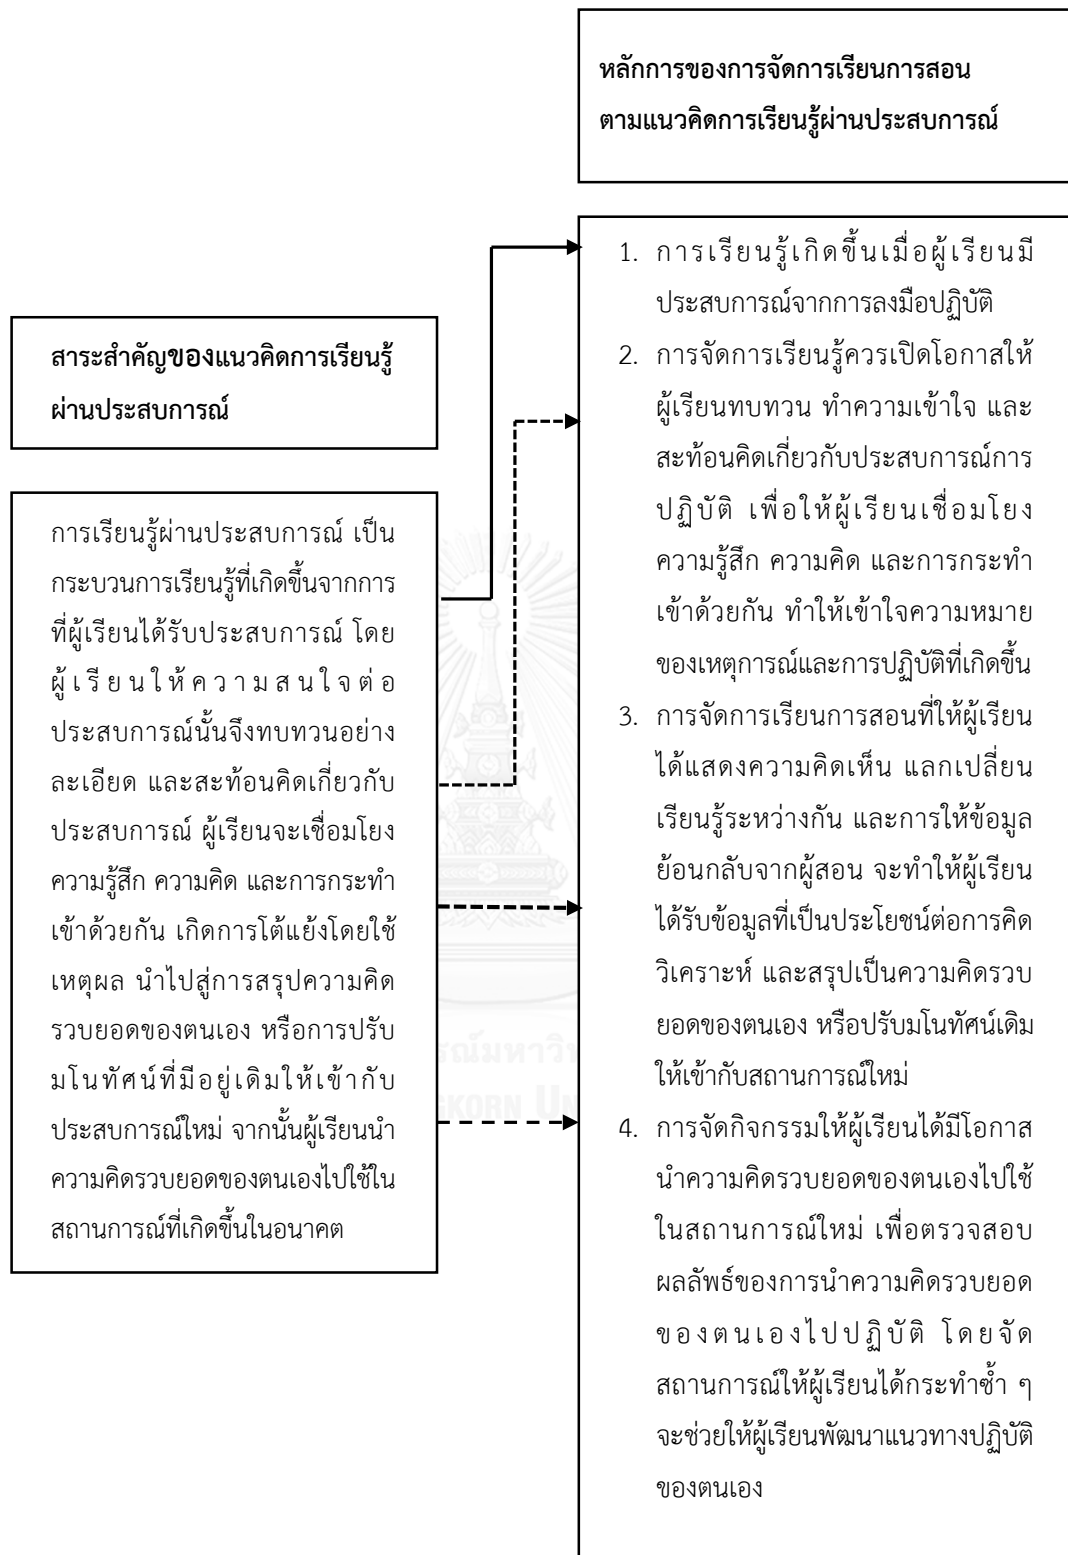 หลักการของการจัดการเรียนการสอน
ตามแนวคิดการเรียนรู้ผ่านประสบการณ์
สาระสำคัญของแนวคิดการเรียนรู้
ผ่านประสบการณ์
การเรียนรู้ผ่านประสบการณ์ เป็น
กระบวนการเรียนรู้ที่เกิดขึ้นจากการ
ที่ผู้เรียนได้รับประสบการณ์ โดย
ผู้เรียนให้ความสนใจต่อ
ประสบการณ์นั้นจึงทบทวนอย่าง
ละเอียด และสะท้อนคิดเกี่ยวกับ
ประสบการณ์ ผู้เรียนจะเชื่อมโยง
ความรู้สึก ความคิด และการกระทำ
เข้าด้วยกัน เกิดการโต้แย้งโดยใช้
เหตุผล นำไปสู่การสรุปความคิด
รวบยอดของตนเอง หรือการปรับ
มโนทัศน์ที่มีอยู่เดิมให้เข้ากับ
ประสบการณ์ใหม่ จากนั้นผู้เรียนนำ
ความคิดรวบยอดของตนเองไปใช้ใน
สถานการณ์ที่เกิดขึ้นในอนาคต
1. การเรียนรู้เกิดขึ้นเมื่อผู้เรียนมี
ประสบการณ์จากการลงมือปฏิบัติ
2. การจัดการเรียนรู้ควรเปิดโอกาสให้
ผู้เรียนทบทวน ทำความเข้าใจ และ
สะท้อนคิดเกี่ยวกับประสบการณ์การ
ปฏิบัติ เพื่อให้ผู้เรียนเชื่อมโยง
ความรู้สึก ความคิด และการกระทำ
เข้าด้วยกัน ทำให้เข้าใจความหมาย
ของเหตุการณ์และการปฏิบัติที่เกิดขึ้น
3. การจัดการเรียนการสอนที่ให้ผู้เรียน
ได้แสดงความคิดเห็น แลกเปลี่ยน
เรียนรู้ระหว่างกัน และการให้ข้อมูล
ย้อนกลับจากผู้สอน จะทำให้ผู้เรียน
ได้รับข้อมูลที่เป็นประโยชน์ต่อการคิด
วิเคราะห์ และสรุปเป็นความคิดรวบ
ยอดของตนเอง หรือปรับมโนทัศน์เดิม
ให้เข้ากับสถานการณ์ใหม่
4. การจัดกิจกรรมให้ผู้เรียนได้มีโอกาส
นำความคิดรวบยอดของตนเองไปใช้
ในสถานการณ์ใหม่ เพื่อตรวจสอบ
ผลลัพธ์ของการนำความคิดรวบยอด
ของตนเองไปปฏิบัติ โดยจัด
สถานการณ์ให้ผู้เรียนได้กระทำซ้ำ ๆ
จะช่วยให้ผู้เรียนพัฒนาแนวทางปฏิบัติ
ของตนเอง